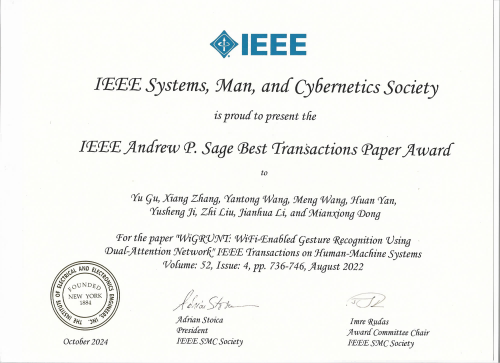 IEEE
IEEE Systems, Man, and Cybernetics Society
is proud to present the
IEEE Andrew P. Sage Best Transactions Paper Award
to
Yu Gu, Xiang Zhang, Yantong Wang, Meng Wang, Huan Yan,
Yusheng Ji, Zhi Liu, Jianhua Li, and Mianxiong Dong
For the paper "WiGRUNT: WiFi-Enabled Gesture Recognition Using
Dual-Attention Network" IEEE Transactions on Human-Machine Systems
Volume: 52, Issue: 4, pp. 736-746, August 2022
THE INSTITUTE OF ELECTRICAL AND ELECTRONICS ENGINEERS, INC.
FOUNDED
NEW YORK
1884
October 2024
Adrian Stoica
President
IEEE SMC Society
Imre Rudas
Award Committee Chair
IEEE SMC Society